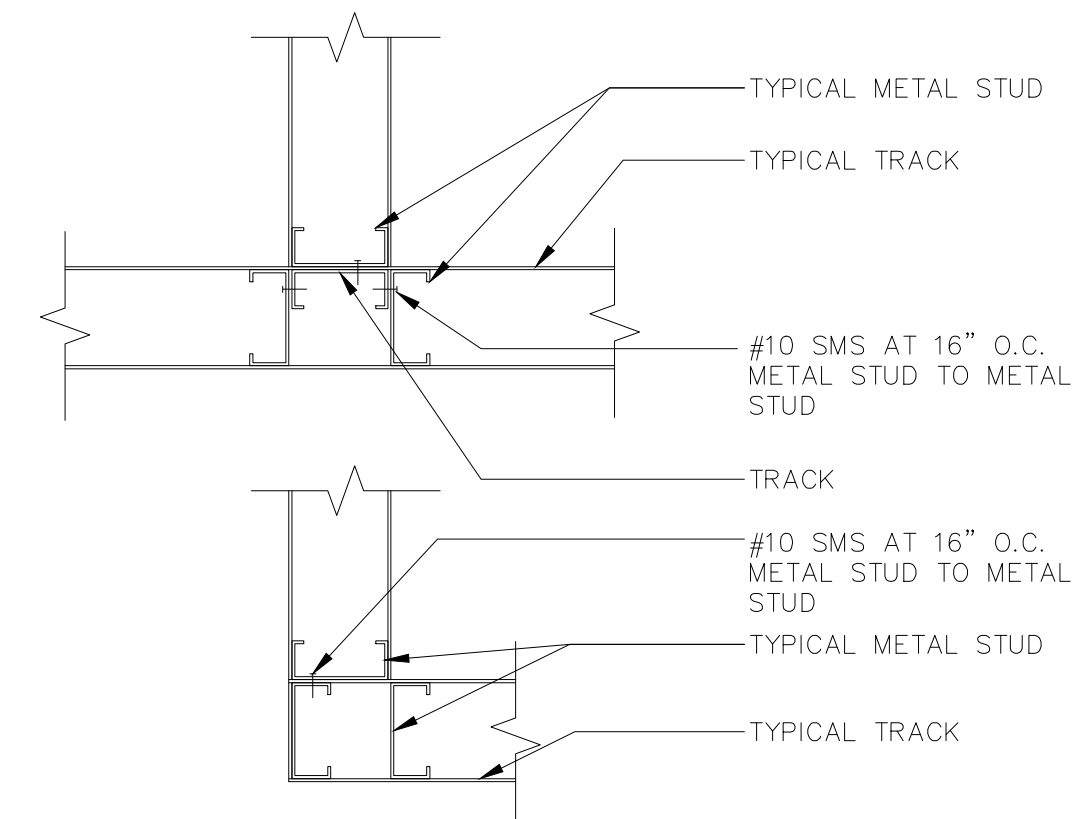 TYPICAL METAL STUD
TYPICAL TRACK
#10 SMS AT 16" O.C.
METAL STUD TO METAL
STUD
TRACK
#10 SMS AT 16" O.C.
METAL STUD TO METAL
STUD
TYPICAL METAL STUD
TYPICAL TRACK